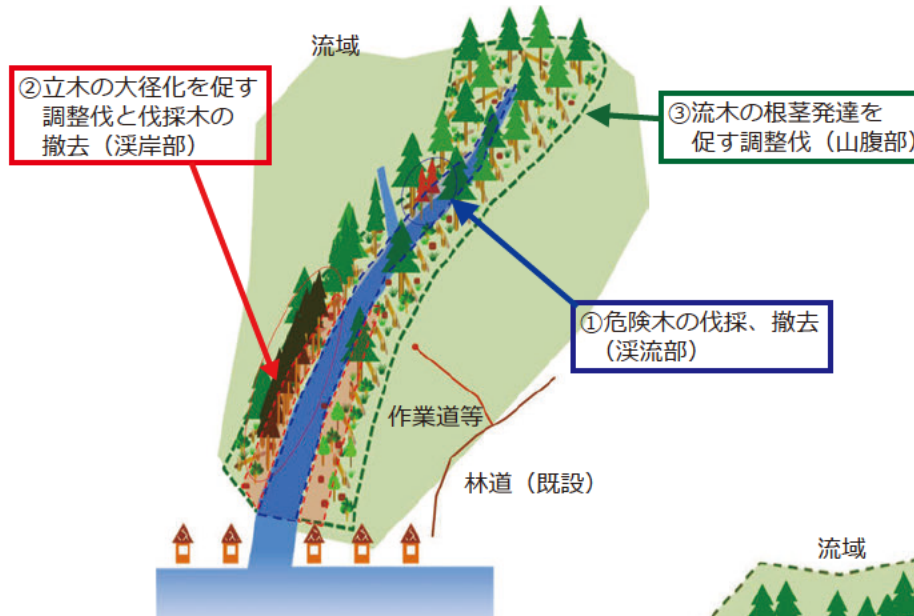 流域
②立木の大径化を促す
調整伐と伐採木の
撤去（渓岸部）
③流木の根茎発達を
促す調整伐（山腹部）
①危険木の伐採、撤去
（渓流部）
作業道等
林道（既設）
流域